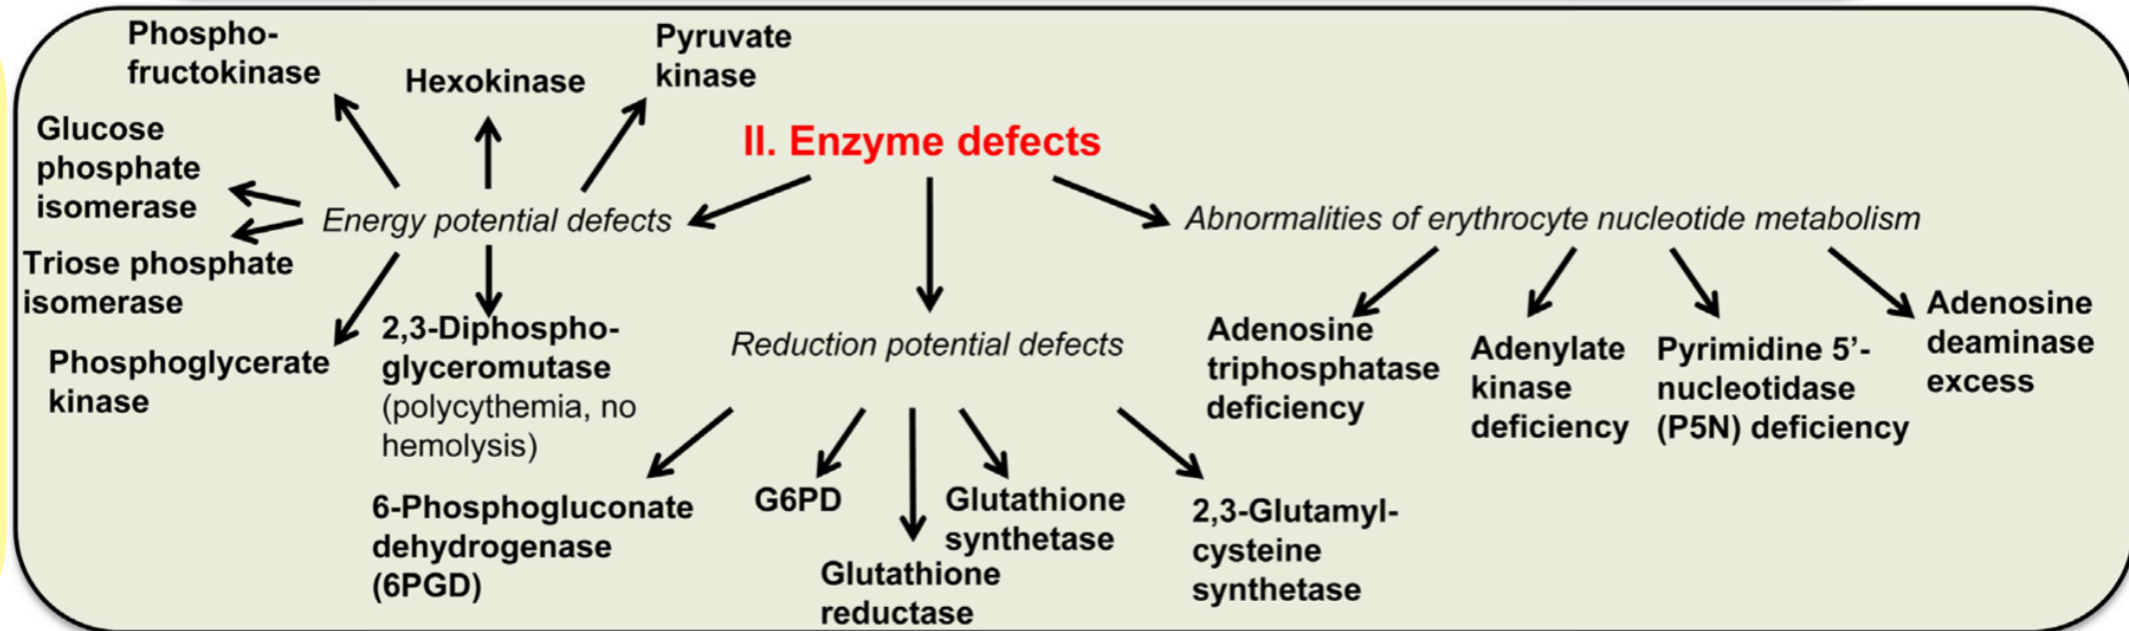 II. Enzyme defects
Energy potential defects
Phospho-
fructokinase
Hexokinase
Pyruvate
kinase
Glucose
phosphate
isomerase
Triose phosphate
isomerase
Phosphoglycerate
kinase
2,3-Diphospho-
glyceromutase
(polycythemia, no
hemolysis)
Reduction potential defects
6-Phosphogluconate
dehydrogenase
(6PGD)
G6PD
Glutathione
reductase
Glutathione
synthetase
2,3-Glutamyl-
cysteine
synthetase
Abnormalities of erythrocyte nucleotide metabolism
Adenosine
triphosphatase
deficiency
Adenylate
kinase
deficiency
Pyrimidine 5’-
nucleotidase
(P5N) deficiency
Adenosine
deaminase
excess